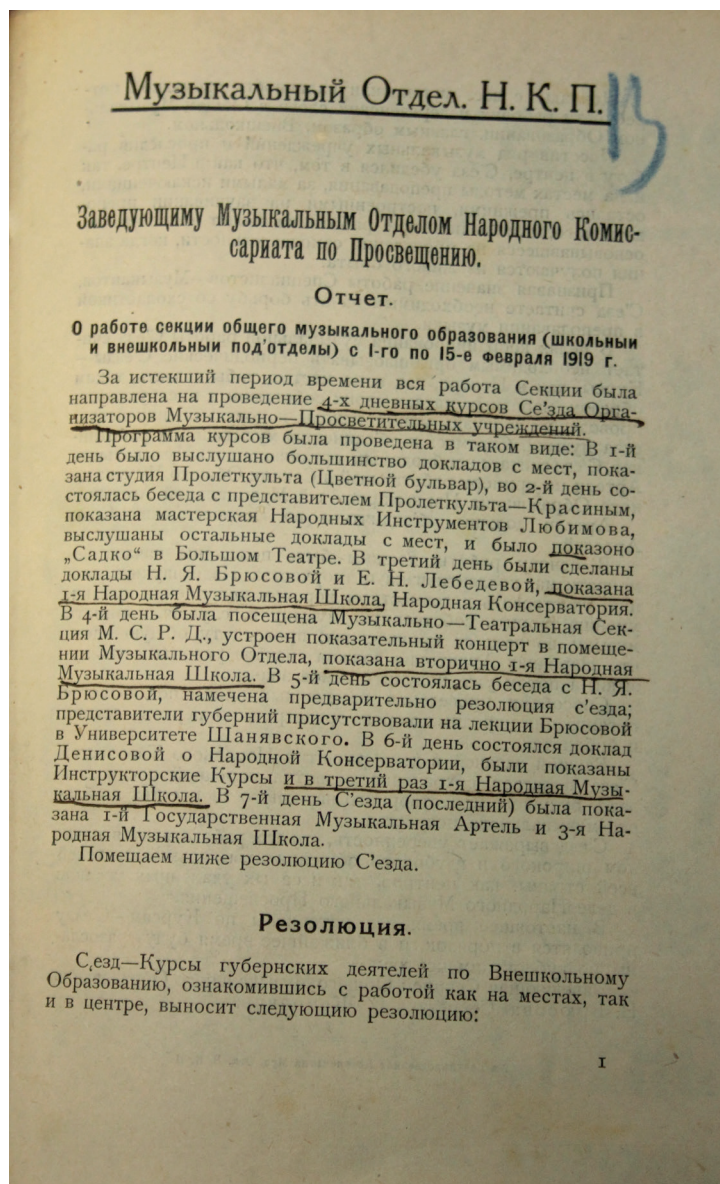 Музыкальный Отдел. Н. К. П.
13
Заведующиму Музыкальным Отделом Народного Комис-
сариата по Просвещению.
Отчет.
О работе секции общего музыкального образования (школьныи
и внешкольныи под'отделы) с I-го по 15-е февраля 1919 г.
За истекший период времени вся работа Секции была
направлена на проведение 4-х дневных курсов Се'зда Орга-
низаторов Музыкально—Просветительных учреждений.
Программа курсов была проведена в таком виде: В 1-й
день было выслушано большинство докладов с мест, пока-
зана студия Пролеткульта (Цветной бульвар), во 2-й день со-
стоялась беседа с представителем Пролеткульта—Красиным,
показана мастерская Народных Инструментов Любимова,
выслушаны остальные доклады с мест, и было показоно
„Садко“ в Большом Театре. В третий день были сделаны
доклады Н. Я. Брюсовой и Е. Н. Лебедевой, показана
1-я Народная Музыкальная Школа, Народная Консерватория.
В 4-й день была посещена Музыкально—Театральная Сек-
ция М. С. Р. Д., устроен показательный концерт в помеще-
нии Музыкального Отдела, показана вторично 1-я Народная
Музыкальная Школа. В 5-й день состоялась беседа с Н. Я.
Брюсовой, намечена предварительно резолюция с'езда;
представители губерний присутствовали на лекции Брюсовой
в Университете Шанявского. В 6-й день состоялся доклад
Денисовой о Народной Консерватории, были показаны
Инструкторские Курсы и в третий раз 1-я Народная Музы-
кальная Школа. В 7-й день С'езда (последний) была пока-
зана 1-й Государственная Музыкальная Артель и 3-я На-
родная Музыкальная Школа.
Помещаем ниже резолюцию С'езда.
Резолюция.
С,езд—Курсы губернских деятелей по Внешкольному
Образованию, ознакомившись с работой как на местах, так
и в центре, выносит следующию резолюцию:
1